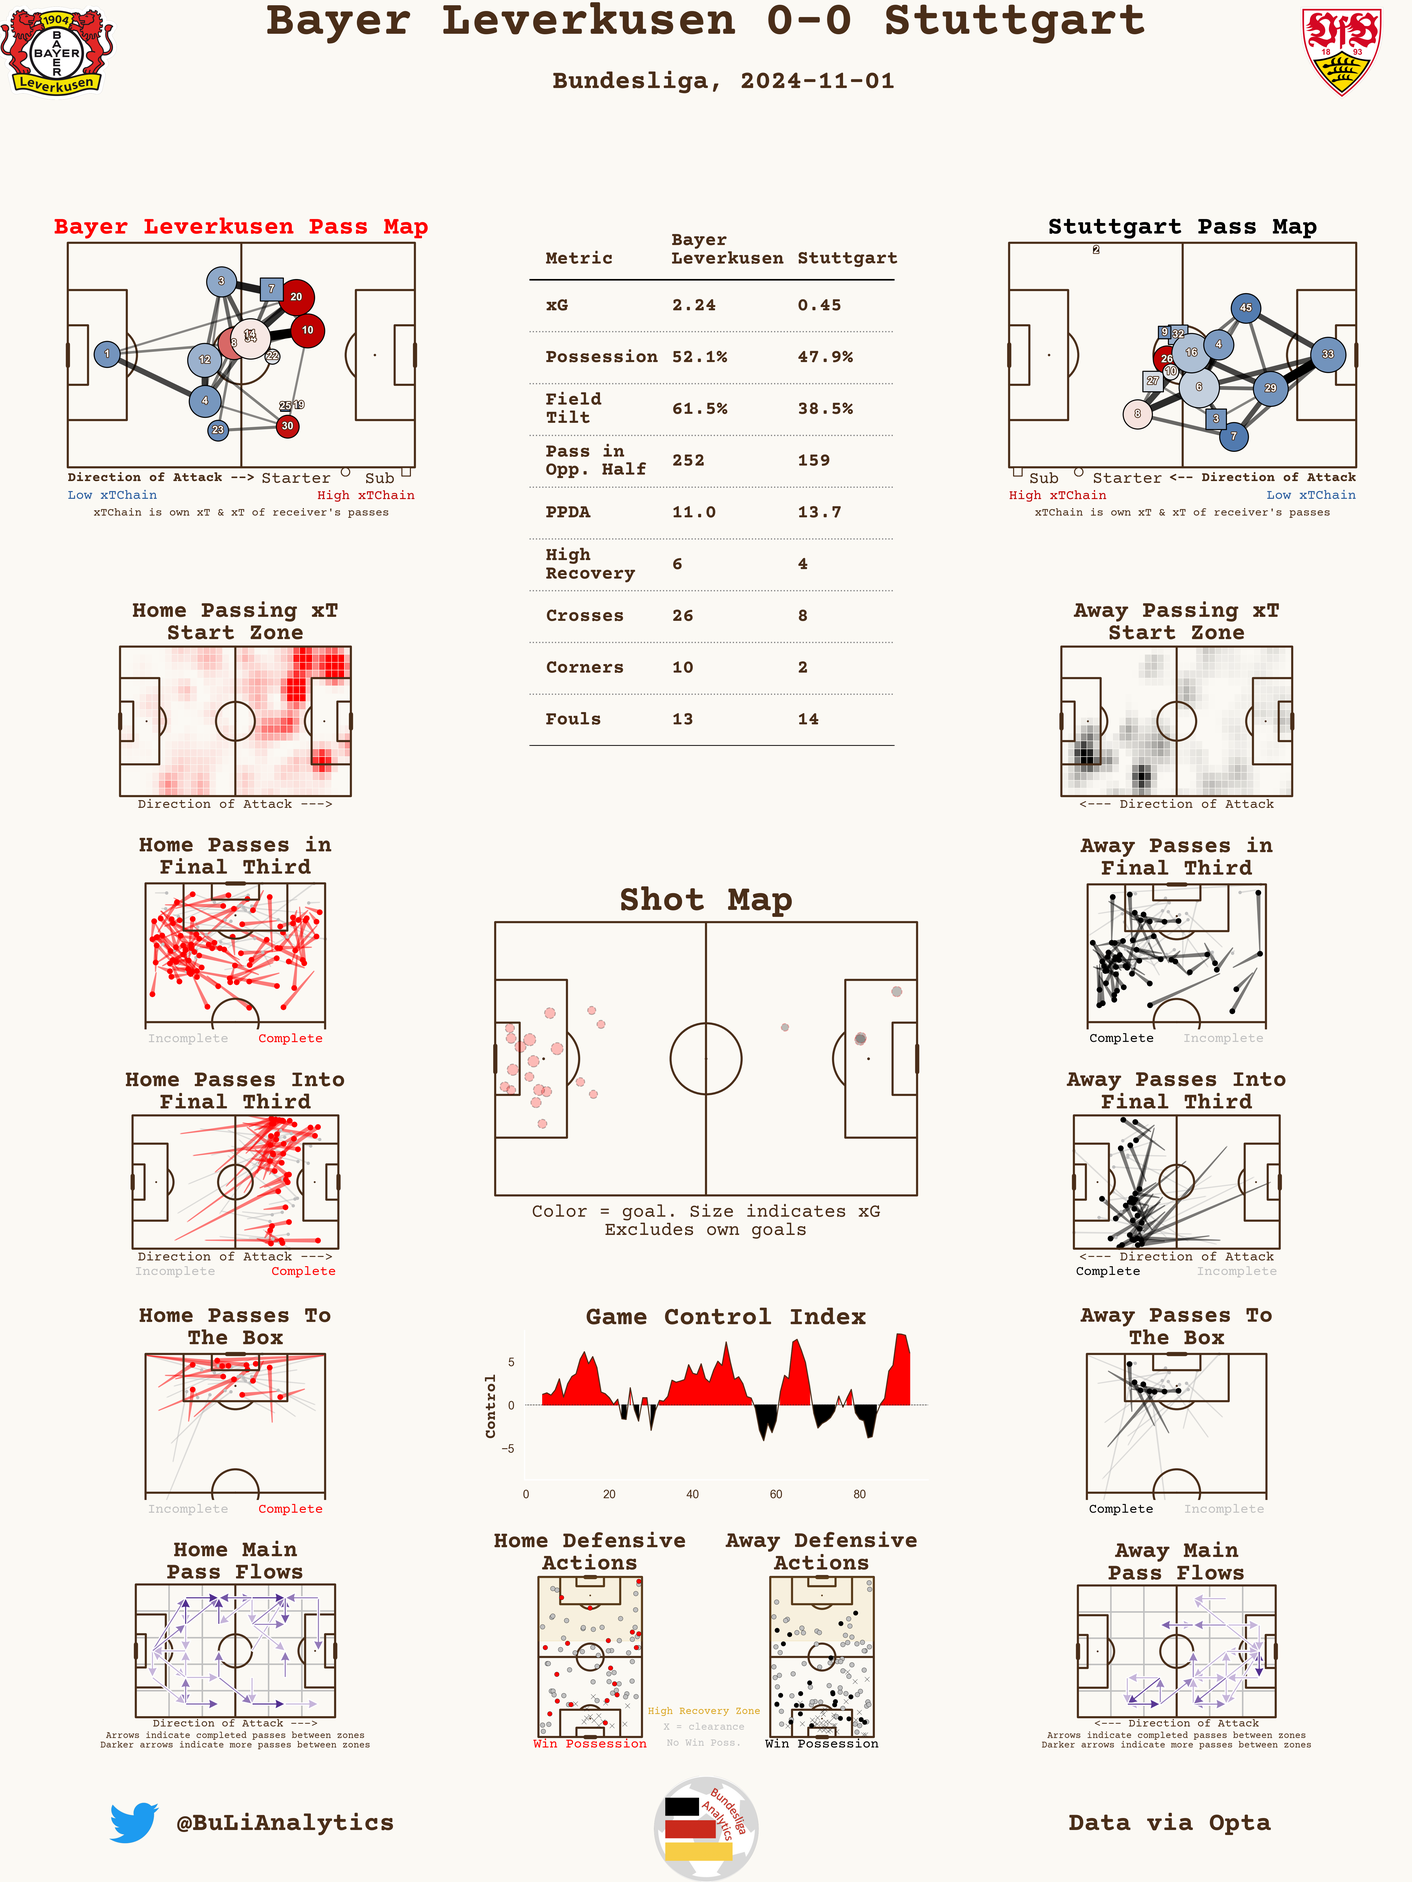 Bayer Leverkusen 0-0 Stuttgart
Bundesliga, 2024-11-01
1904
BAYER
BAYER
Leverkusen
VfB
18 93
Bayer Leverkusen Pass Map
3
7
20
10
14
8
22
1
12
4
25
19
23
30
Direction of Attack --> Starter Sub
Low xTChain High xTChain
xTChain is own xT & xT of receiver's passes
Metric Bayer Leverkusen Stuttgart
xG 2.24 0.45
Possession 52.1% 47.9%
Field Tilt 61.5% 38.5%
Pass in Opp. Half 252 159
PPDA 11.0 13.7
High Recovery 6 4
Crosses 26 8
Corners 10 2
Fouls 13 14
Stuttgart Pass Map
2
45
9
32
4
16
26
33
10
27
6
29
8
3
7
Sub Starter <-- Direction of Attack
High xTChain Low xTChain
xTChain is own xT & xT of receiver's passes
Home Passing xT
Start Zone
Direction of Attack --->
Away Passing xT
Start Zone
<--- Direction of Attack
Home Passes in
Final Third
Incomplete Complete
Away Passes in
Final Third
Complete Incomplete
Shot Map
Color = goal. Size indicates xG
Excludes own goals
Home Passes Into
Final Third
Direction of Attack --->
Incomplete Complete
Away Passes Into
Final Third
<--- Direction of Attack
Complete Incomplete
Home Passes To
The Box
Incomplete Complete
Game Control Index
Control
5
0
−5
0 20 40 60 80
Away Passes To
The Box
Complete Incomplete
Home Main
Pass Flows
Direction of Attack --->
Arrows indicate completed passes between zones
Darker arrows indicate more passes between zones
Home Defensive
Actions
Win Possession
High Recovery Zone
X = clearance
No Win Poss.
Away Defensive
Actions
Win Possession
Away Main
Pass Flows
<--- Direction of Attack
Arrows indicate completed passes between zones
Darker arrows indicate more passes between zones
@BuLiAnalytics
Bundesliga
Analytics
Data via Opta